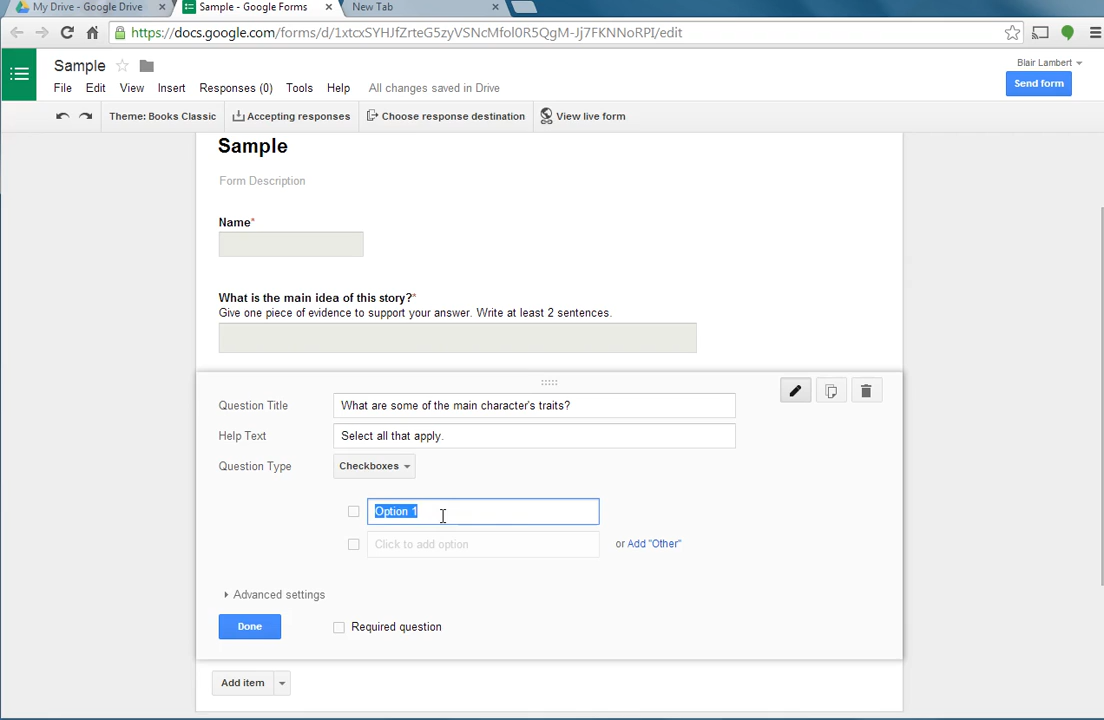 My Drive - Google Drive
Sample - Google Forms
New Tab
https://docs.google.com/forms/d/1xtcxSYHJfZrteG5zyVSNcMfol0R5QgM-Jj7FKNNoRPI/edit
Sample
Blair Lambert
File Edit View Insert Responses (0) Tools Help All changes saved in Drive
Send form
Theme: Books Classic Accepting responses Choose response destination View live form
Sample
Form Description
Name*
What is the main idea of this story?*
Give one piece of evidence to support your answer. Write at least 2 sentences.
Question Title What are some of the main character's traits?
Help Text Select all that apply.
Question Type Checkboxes
Option 1
Click to add option or Add "Other"
Advanced settings
Done Required question
Add item